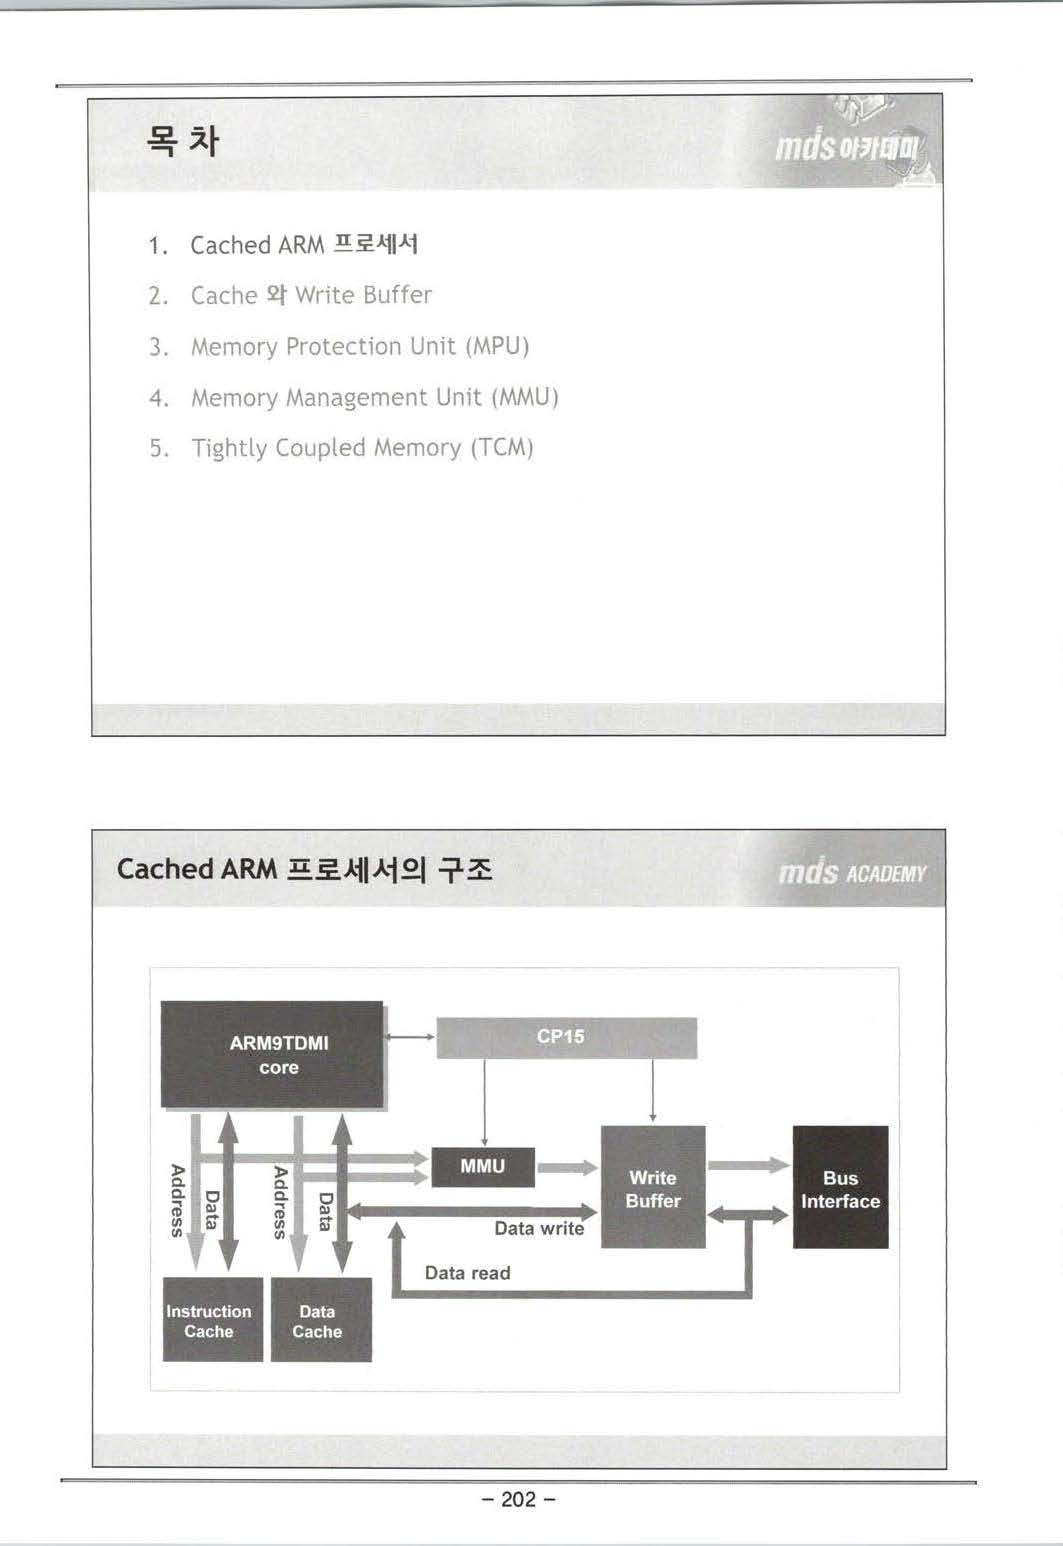 목 차
mds 아카데미
1. Cached ARM 프로세서
2. Cache 와 Write Buffer
3. Memory Protection Unit (MPU)
4. Memory Management Unit (MMU)
5. Tightly Coupled Memory (TCM)
Cached ARM 프로세서의 구조
mds ACADEMY
ARM9TDMI
core
CP15
MMU
Write
Buffer
Bus
Interface
Address
Data
Address
Data
Data write
Data read
Instruction
Cache
Data
Cache
- 202 -